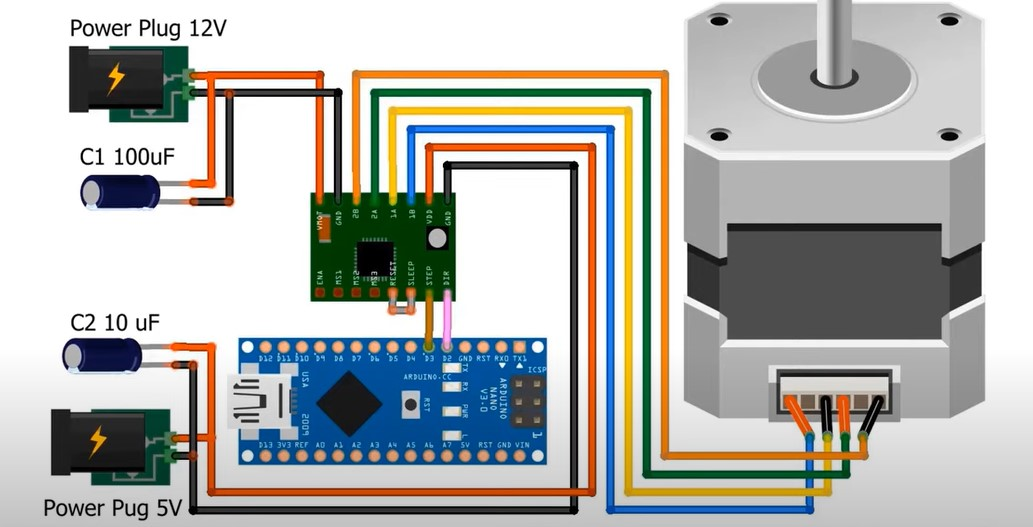 Power Plug 12V
C1 100uF
VMOT GND 2B 2A 1A 1B VDD GND
ENA MS1 MS2 MS3 RESET SLEEP STEP DIR
C2 10 uF
D12 D11 D10 D9 D8 D7 D6 D5 D4 D3 D2 GND RST RX0 TX1
USA
ARDUINO.CC
TX
RX
PWR
L
RST
ARDUINO
NANO
V3.0
ICSP
1
D13 3V3 REF A0 A1 A2 A3 A4 A5 A6 A7 5V RST GND VIN
Power Pug 5V